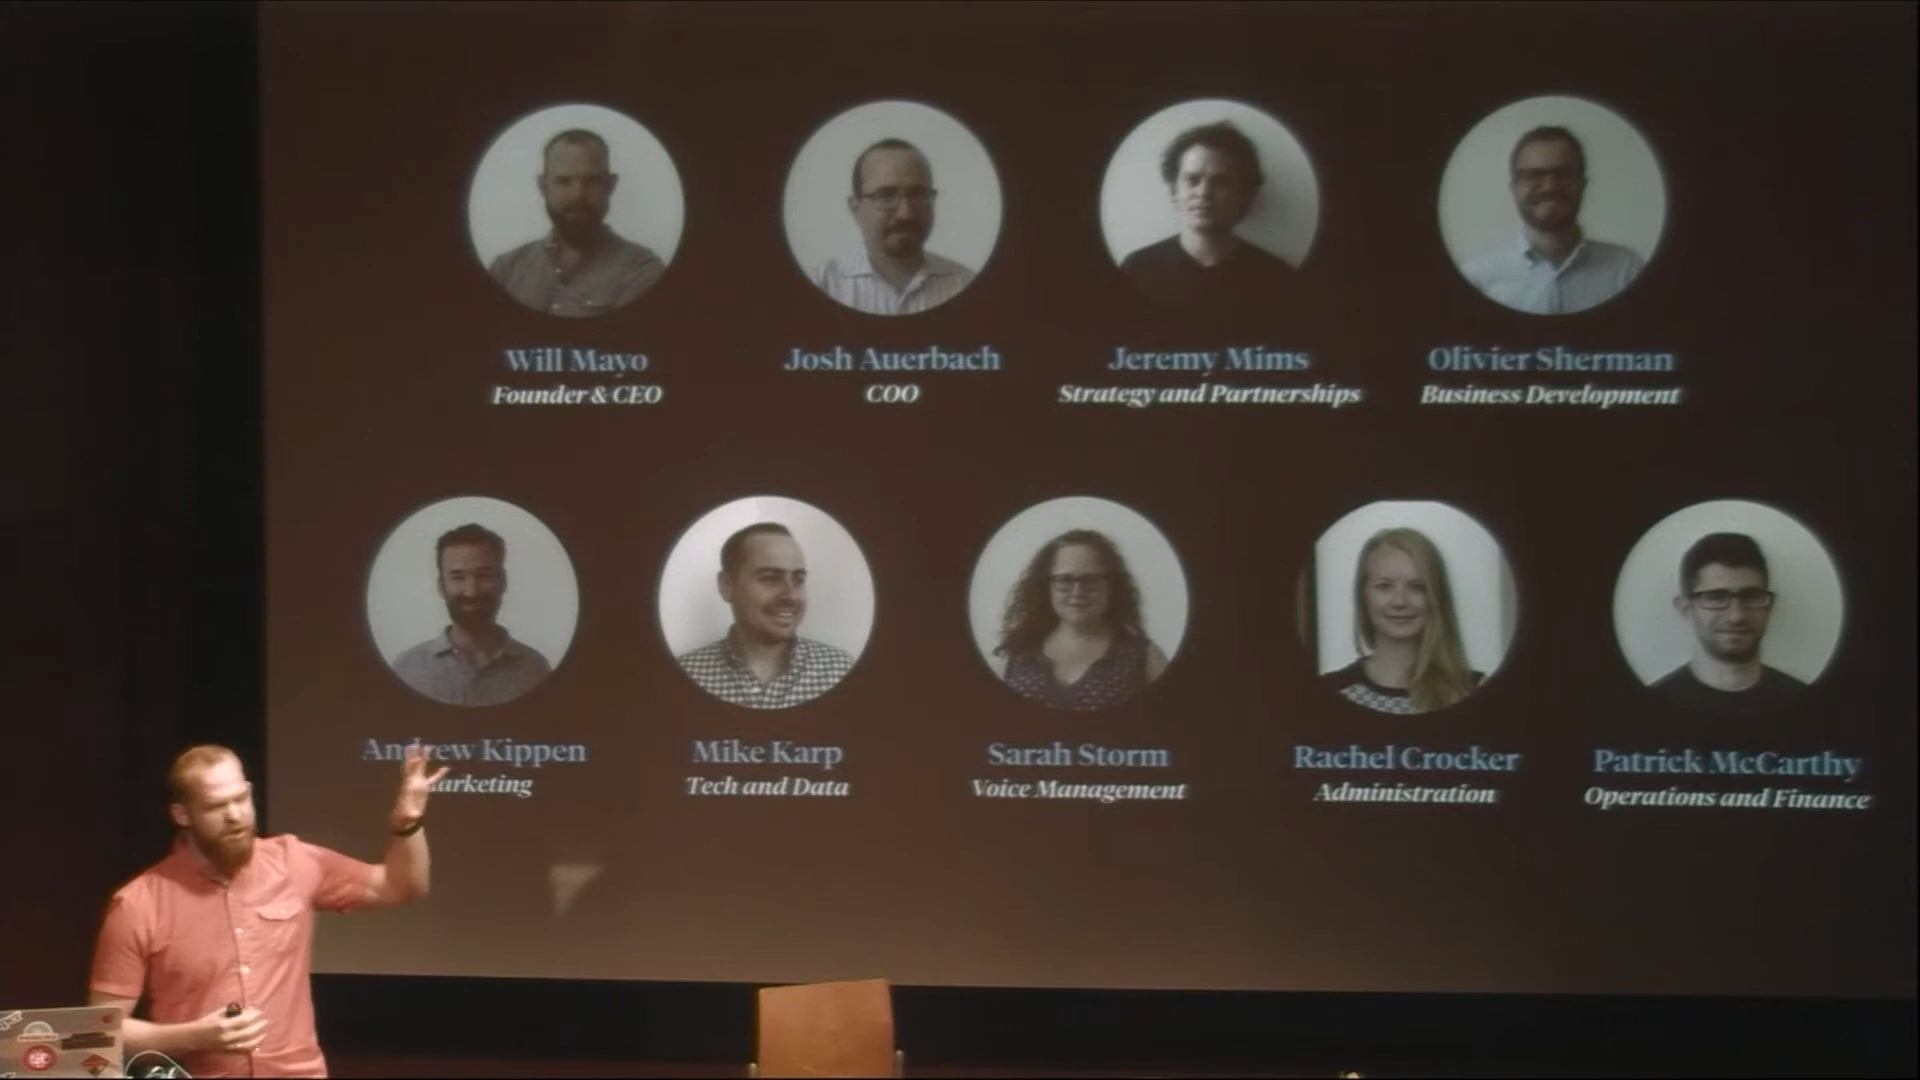 Will Mayo
Founder & CEO
Josh Auerbach
COO
Jeremy Mims
Strategy and Partnerships
Olivier Sherman
Business Development
Andrew Kippen
Marketing
Mike Karp
Tech and Data
Sarah Storm
Voice Management
Rachel Crocker
Administration
Patrick McCarthy
Operations and Finance